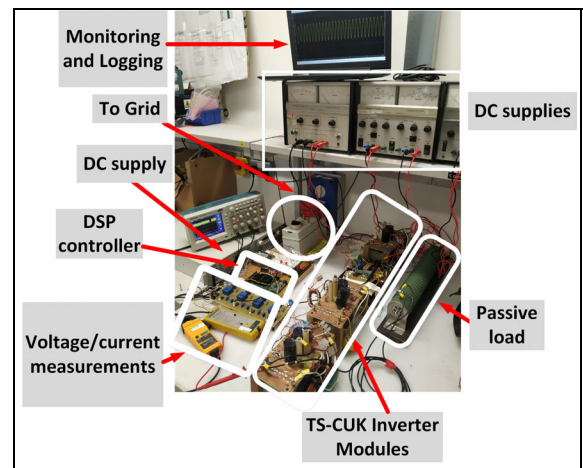 Monitoring
and Logging
To Grid
DC supplies
DC supply
DSP
controller
Voltage/current
measurements
Passive
load
TS-CUK Inverter
Modules